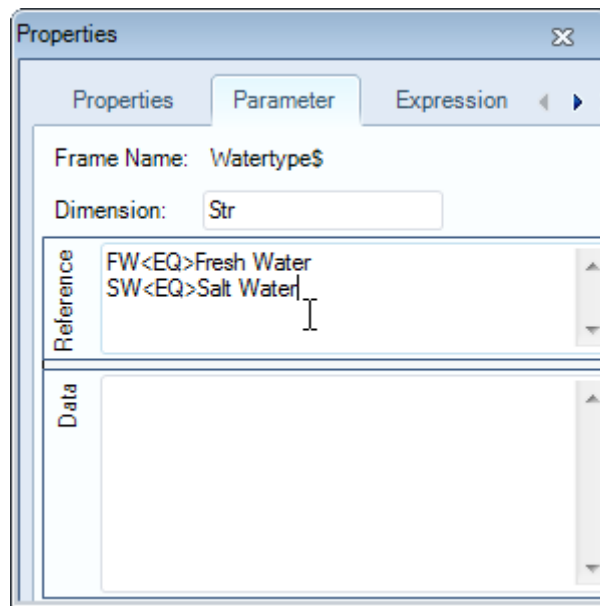 Properties
Properties Parameter Expression
Frame Name: Watertype$
Dimension: Str
Reference
FW<EQ>Fresh Water
SW<EQ>Salt Water
Data